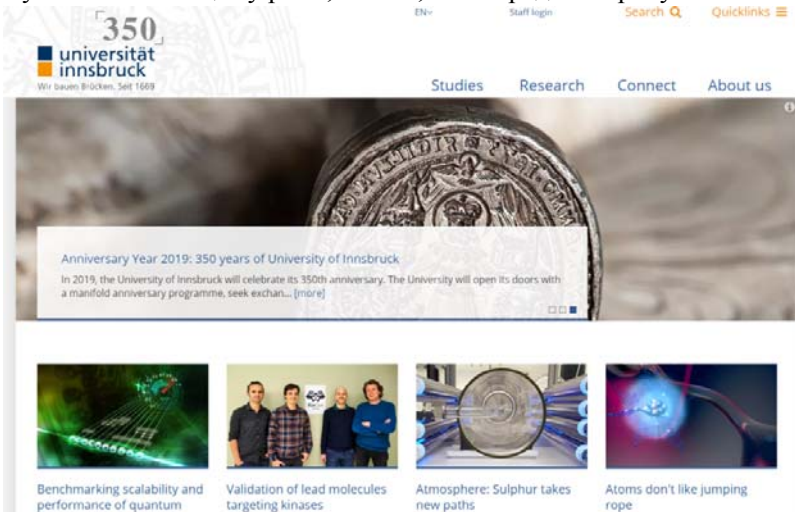 350
universität
innsbruck
Wir bauen Brücken. Seit 1669
EN
Staff login
Search
Quicklinks
Studies
Research
Connect
About us
Anniversary Year 2019: 350 years of University of Innsbruck
In 2019, the University of Innsbruck will celebrate its 350th anniversary. The University will open its doors with
a manifold anniversary programme, seek exchan... [more]
Benchmarking scalability and
performance of quantum
Validation of lead molecules
targeting kinases
Atmosphere: Sulphur takes
new paths
Atoms don't like jumping
rope